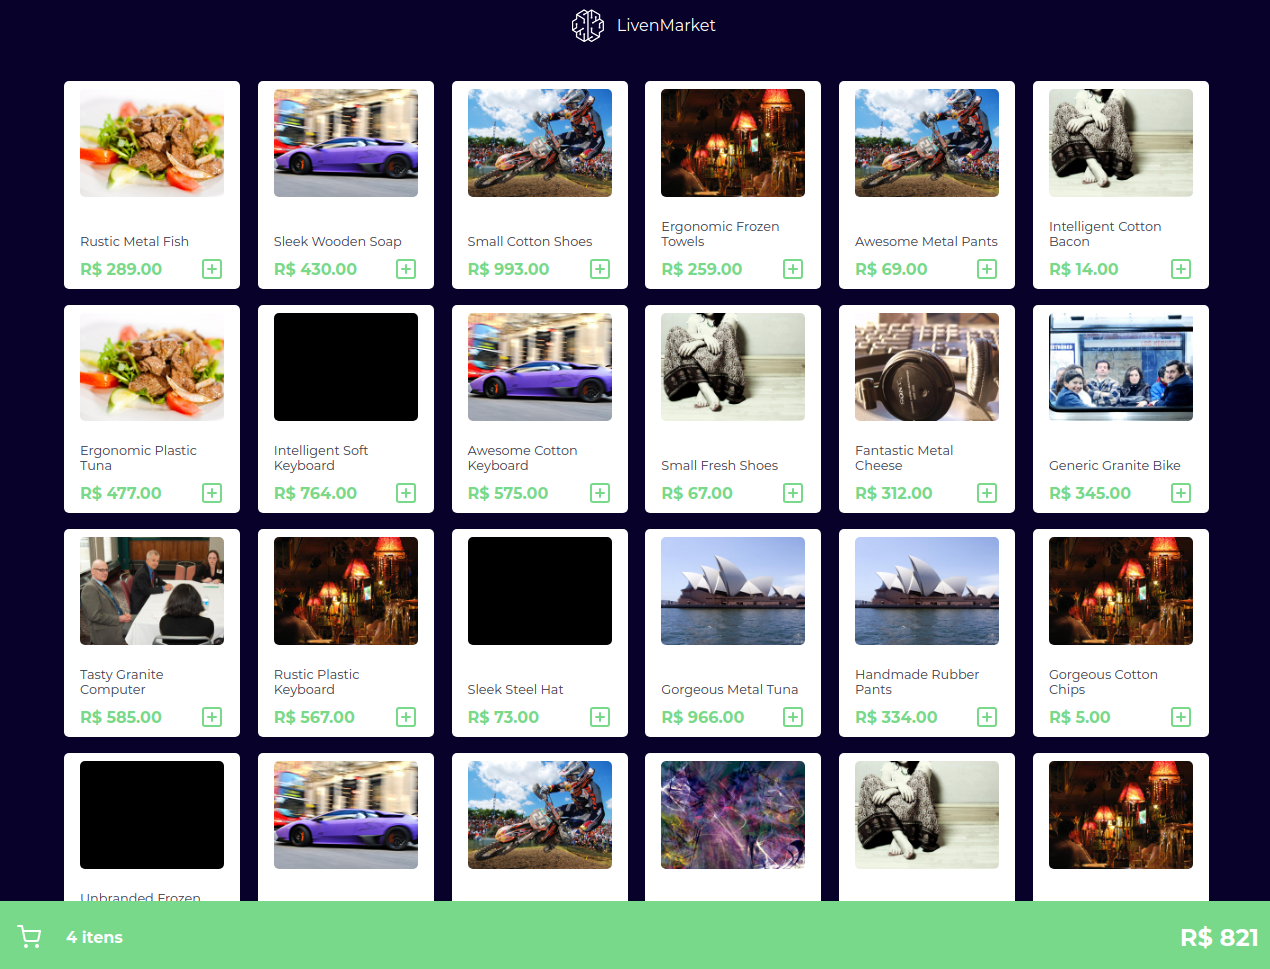 LivenMarket
Rustic Metal Fish
R$ 289.00
Sleek Wooden Soap
R$ 430.00
Small Cotton Shoes
R$ 993.00
Ergonomic Frozen
Towels
R$ 259.00
Awesome Metal Pants
R$ 69.00
Intelligent Cotton
Bacon
R$ 14.00
Ergonomic Plastic
Tuna
R$ 477.00
Intelligent Soft
Keyboard
R$ 764.00
Awesome Cotton
Keyboard
R$ 575.00
Small Fresh Shoes
R$ 67.00
Fantastic Metal
Cheese
R$ 312.00
Generic Granite Bike
R$ 345.00
Tasty Granite
Computer
R$ 585.00
Rustic Plastic
Keyboard
R$ 567.00
Sleek Steel Hat
R$ 73.00
Gorgeous Metal Tuna
R$ 966.00
Handmade Rubber
Pants
R$ 334.00
Gorgeous Cotton
Chips
R$ 5.00
Unbranded Frozen
4 itens
R$ 821